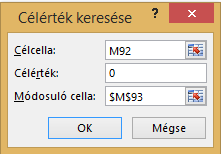 Célérték keresése
Célcella: M92
Célérték: 0
Módosuló cella: $M$93
OK Mégse